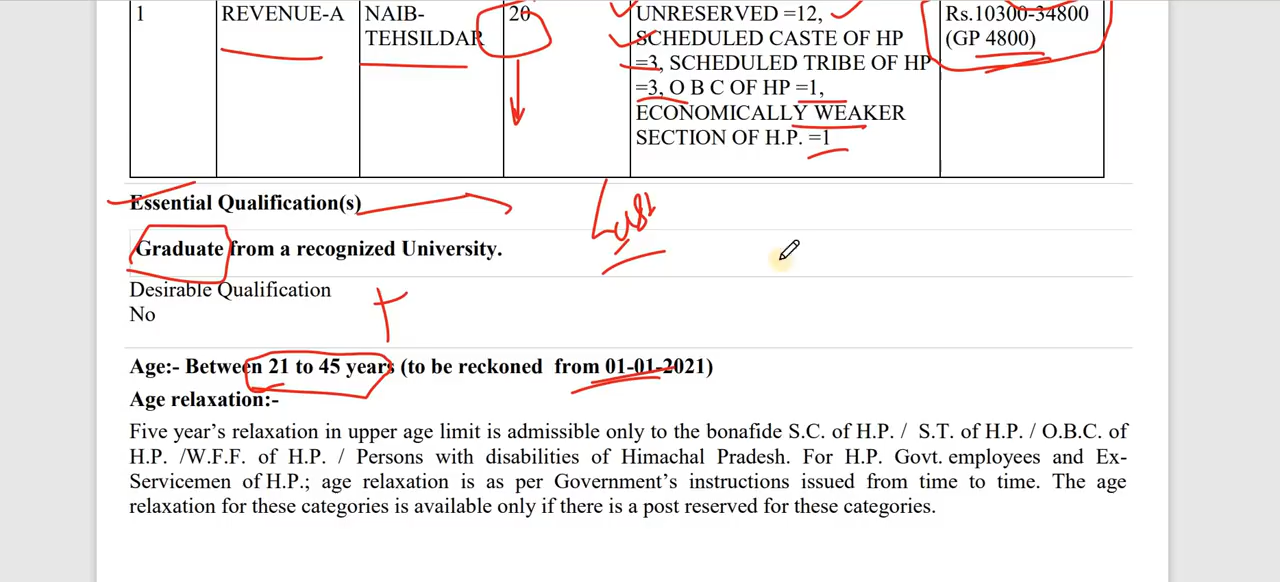 1 REVENUE-A NAIB- 20 UNRESERVED =12, Rs.10300-34800
TEHSILDAR SCHEDULED CASTE OF HP (GP 4800)
=3, SCHEDULED TRIBE OF HP
=3, O B C OF HP =1,
ECONOMICALLY WEAKER
SECTION OF H.P. =1
Essential Qualification(s)
Graduate from a recognized University.
Desirable Qualification
No
Age:- Between 21 to 45 years (to be reckoned from 01-01-2021)
Age relaxation:-
Five year's relaxation in upper age limit is admissible only to the bonafide S.C. of H.P. / S.T. of H.P. / O.B.C. of
H.P. /W.F.F. of H.P. / Persons with disabilities of Himachal Pradesh. For H.P. Govt. employees and Ex-
Servicemen of H.P.; age relaxation is as per Government's instructions issued from time to time. The age
relaxation for these categories is available only if there is a post reserved for these categories.